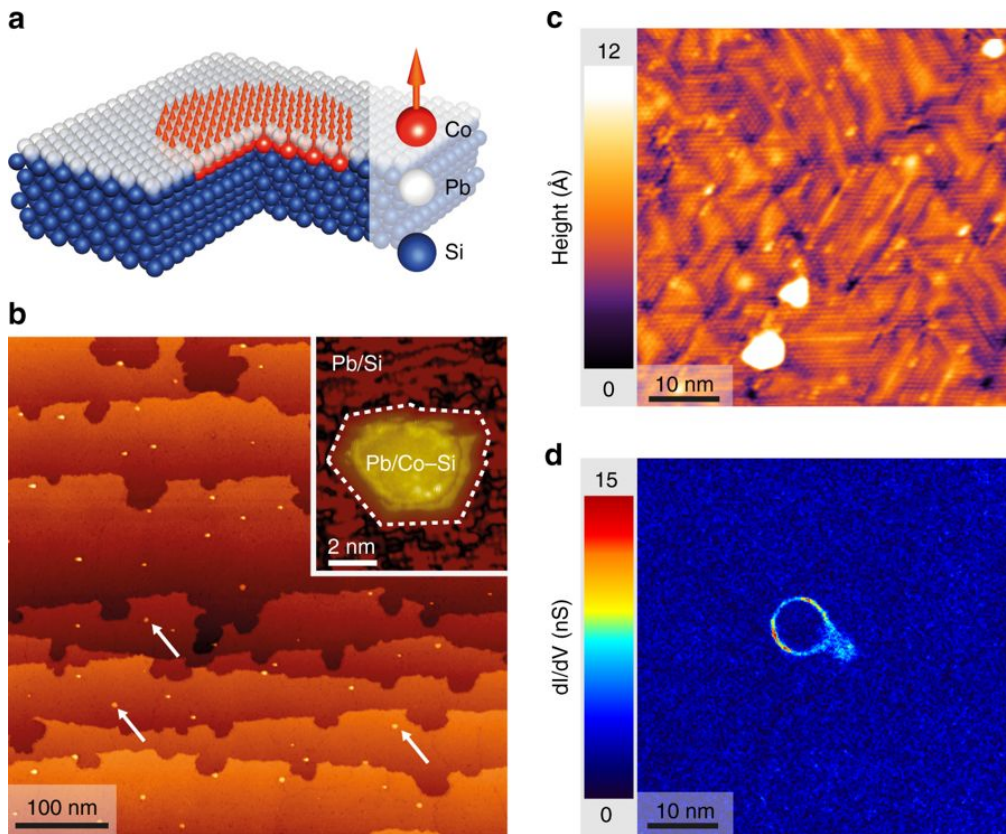 a
Co
Pb
Si
b
Pb/Si
Pb/Co–Si
2 nm
100 nm
c
12
Height (Å)
0
10 nm
d
15
dI/dV (nS)
0
10 nm